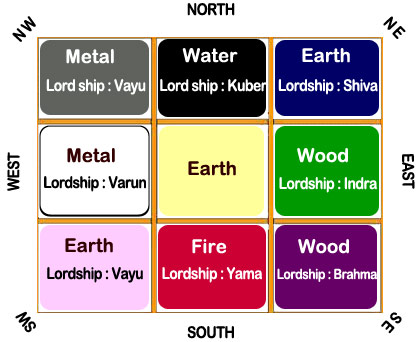 NORTH
NW
NE
Metal
Lord ship : Vayu
Water
Lord ship : Kuber
Earth
Lordship : Shiva
WEST
Metal
Lordship : Varun
Earth
Wood
Lordship : Indra
EAST
Earth
Lordship : Vayu
Fire
Lordship : Yama
Wood
Lordship : Brahma
SW
SE
SOUTH